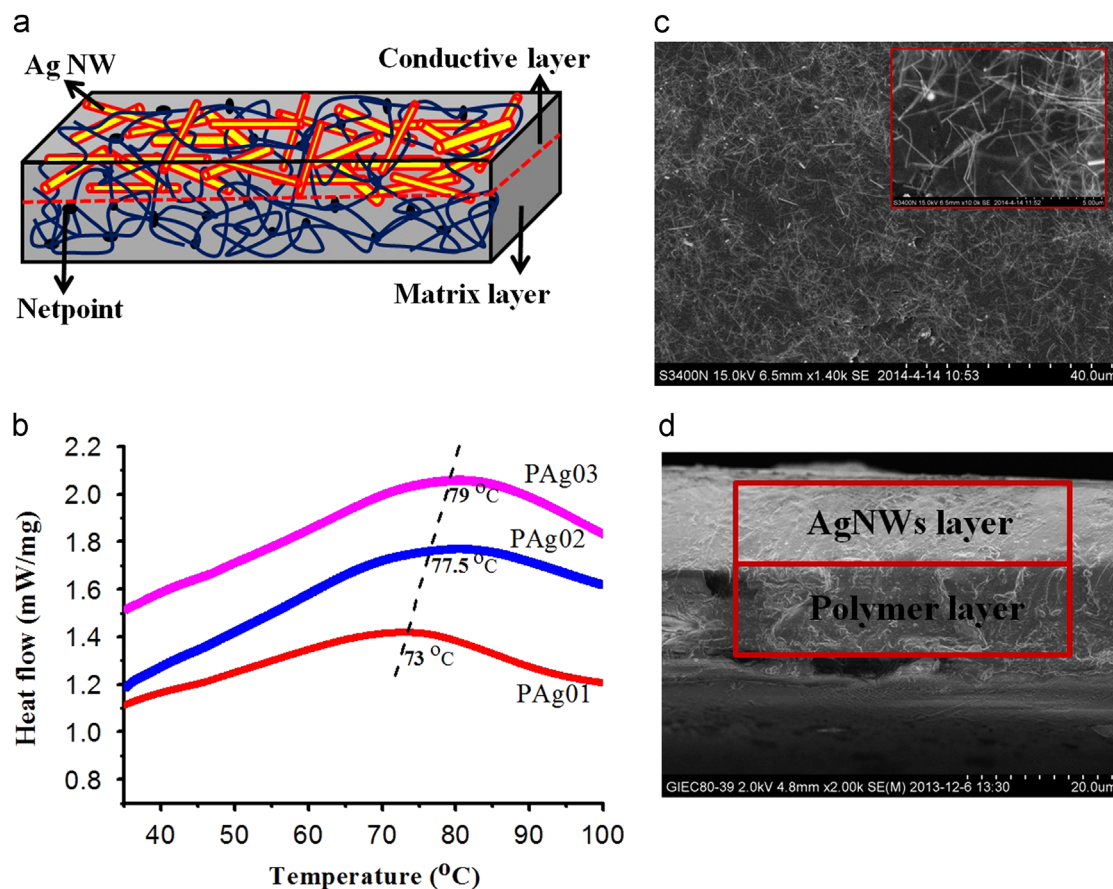 a
Ag NW
Conductive layer
Netpoint
Matrix layer
b
2.2
2.0
1.8
1.6
1.4
1.2
1.0
0.8
Heat flow (mW/mg)
PAg03
79 °C
PAg02
77.5 °C
73 °C
PAg01
40 50 60 70 80 90 100
Temperature (°C)
c
S3400N 15.0kV 6.5mm x10.0k SE 2014-4-14 11:52 5.00um
S3400N 15.0kV 6.5mm x1.40k SE 2014-4-14 10:53 40.0um
d
AgNWs layer
Polymer layer
GIEC80-39 2.0kV 4.8mm x2.00k SE(M) 2013-12-6 13:30 20.0um